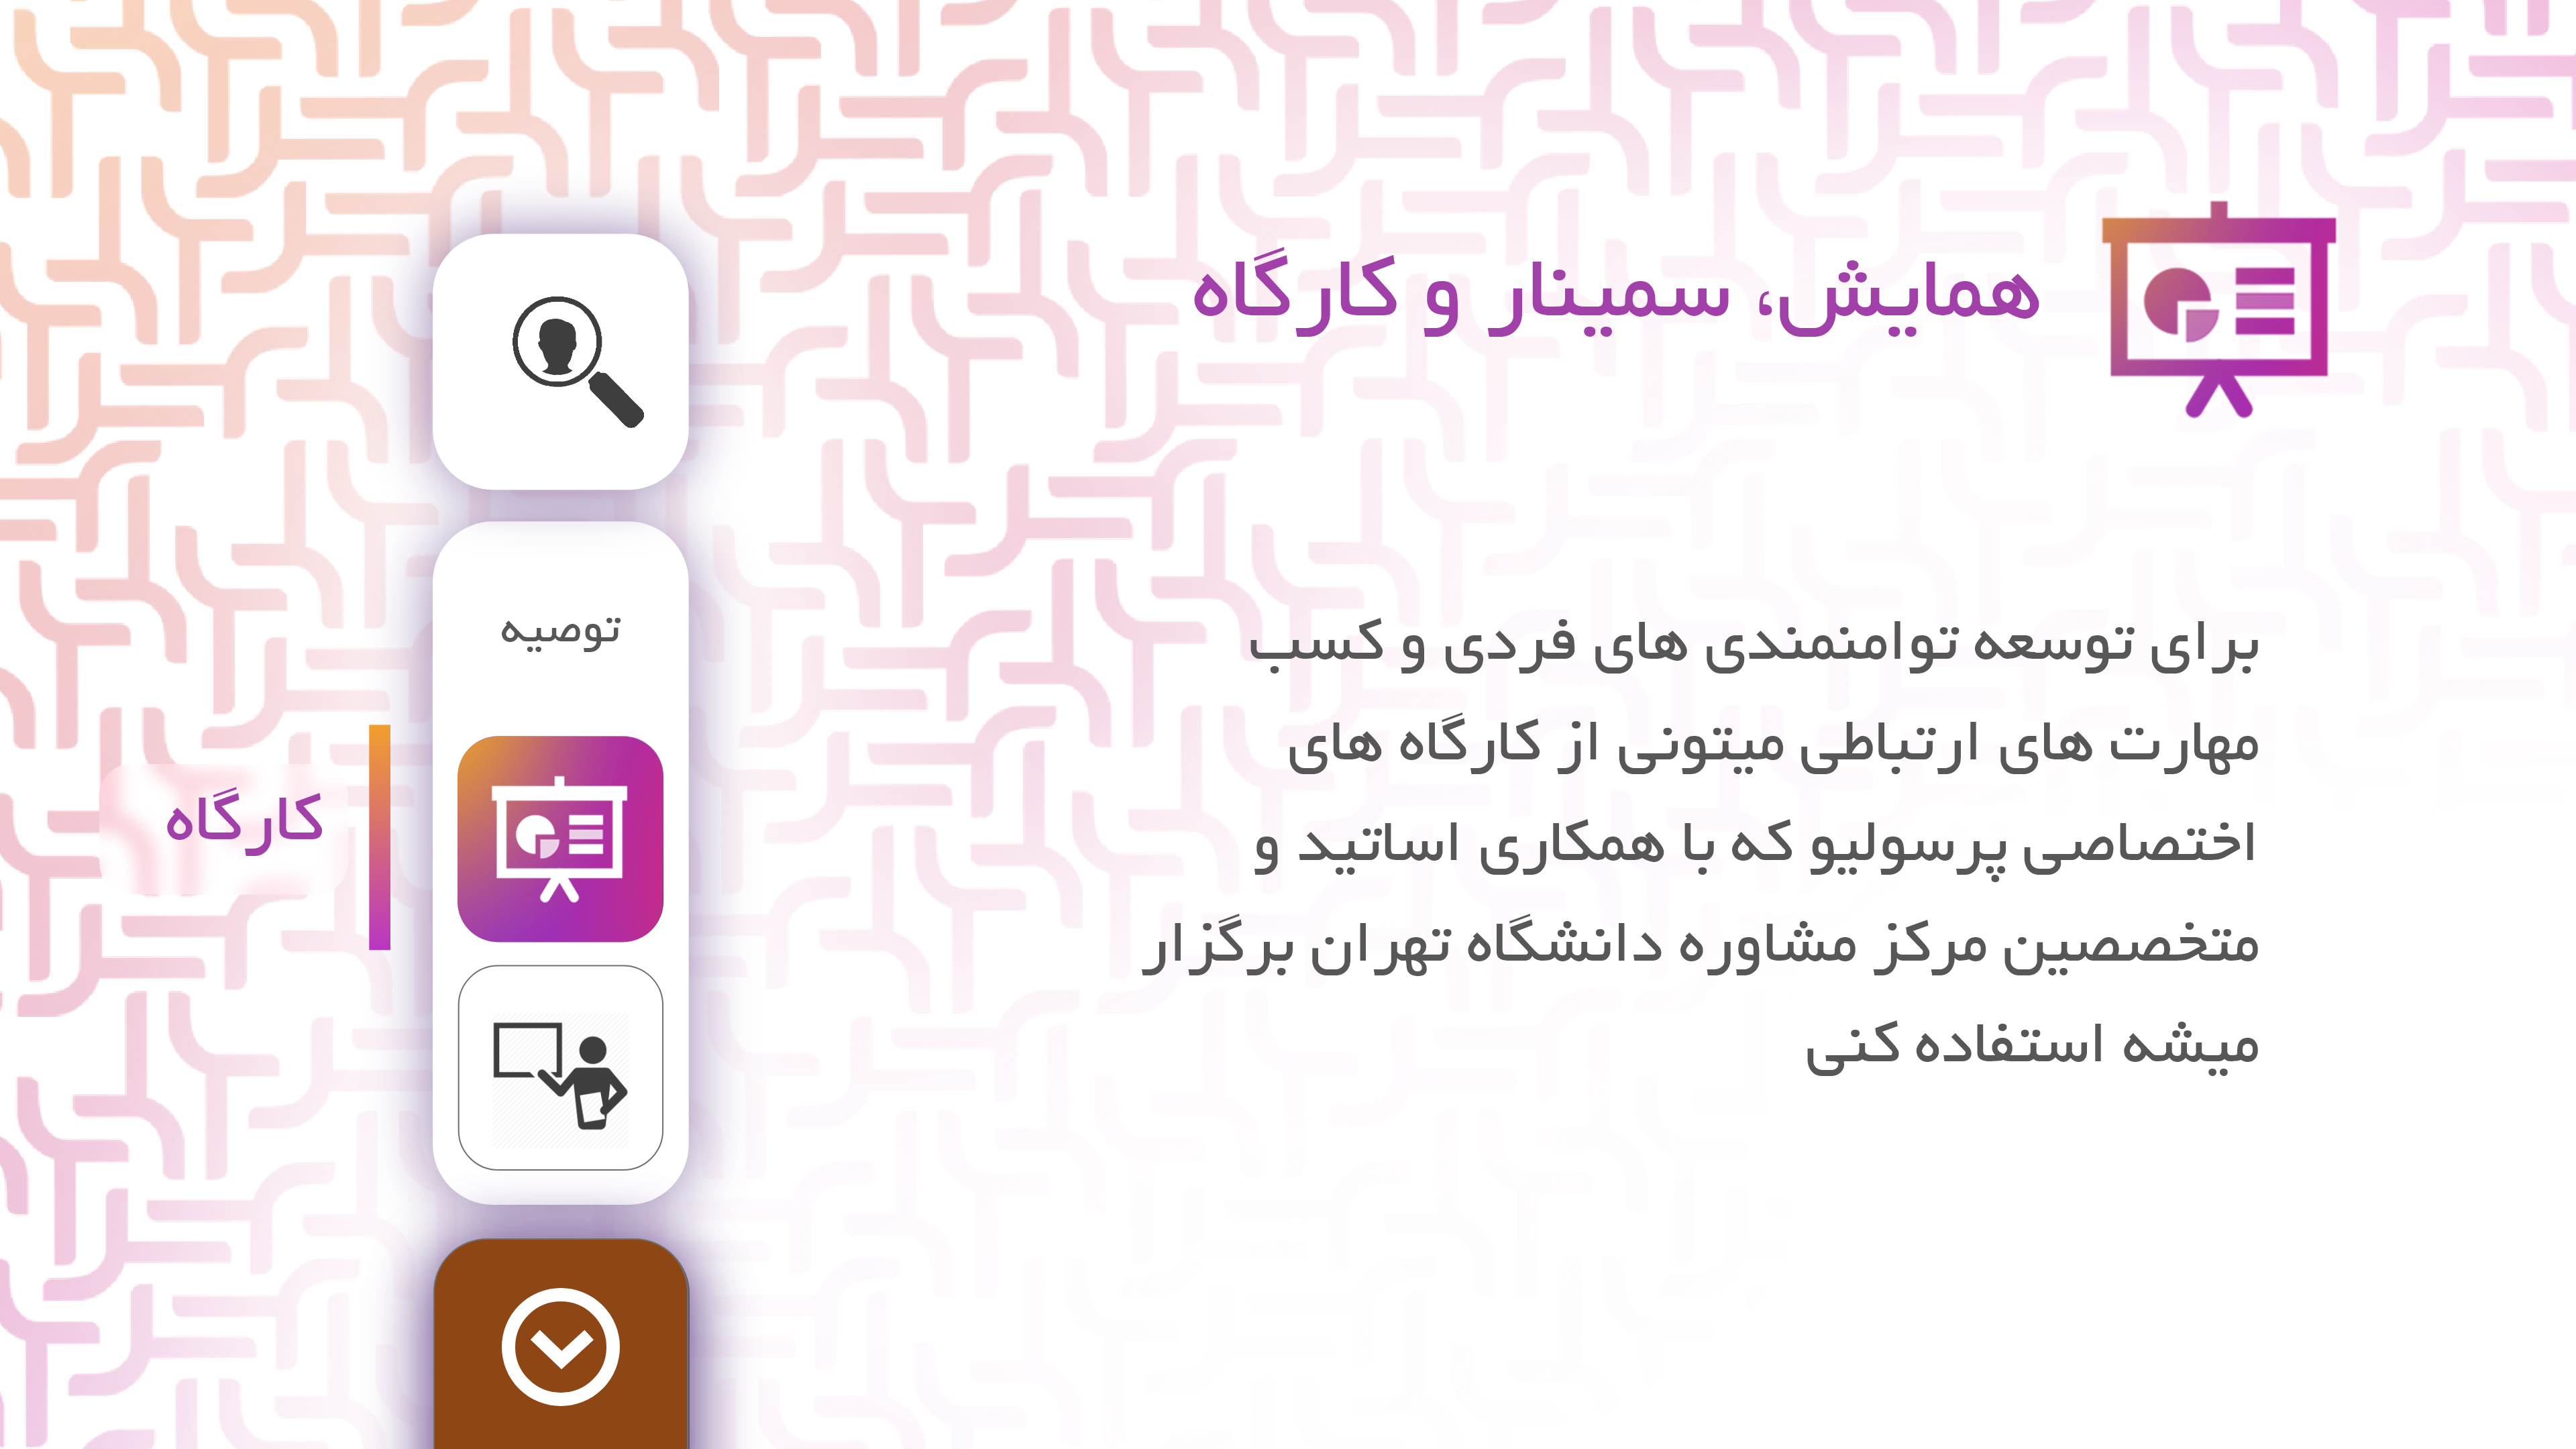 همایش، سمینار و کارگاه
برای توسعه توامنمندی های فردی و کسب
مهارت های ارتباطی میتونی از کارگاه های
اختصاصی پرسولیو که با همکاری اساتید و
متخصصین مرکز مشاوره دانشگاه تهران برگزار
میشه استفاده کنی
توصیه
کارگاه